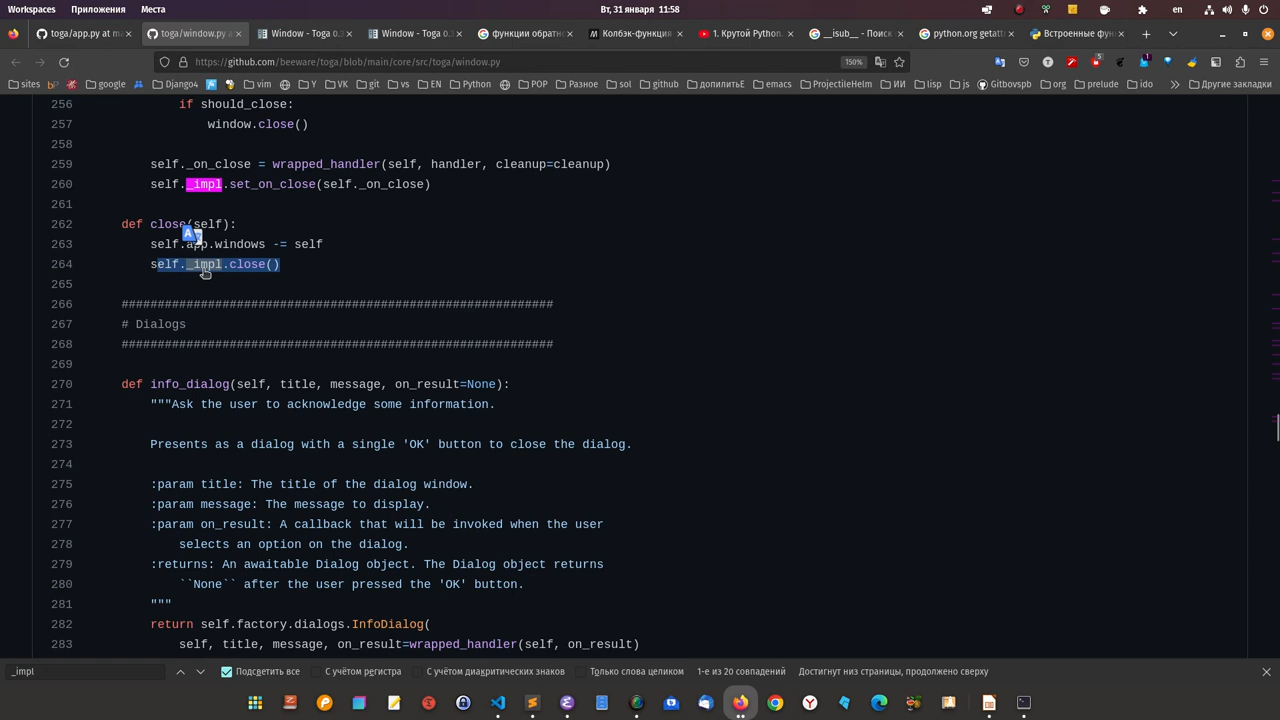 Workspaces Applications Вт, 31 января 11:58 en
toga/app.py at ma toga/window.py a Window - Toga 0.3 Window - Toga 0.3 функции обратно Колбэк-функция 1. Крутой Python. __isub__ - Поиск python.org getatt Встроенные функ
https://github.com/beeware/toga/blob/main/core/src/toga/window.py 150%
sites google Django4 vim Y VK git vs EN Python POP Разное sol github допилитьЕ emacs ProjectileHelm ИИ lisp js Gitbovspb org prelude ido Другие закладки
256 if should_close:
257 window.close()
258
259 self._on_close = wrapped_handler(self, handler, cleanup=cleanup)
260 self._impl.set_on_close(self._on_close)
261
262 def close(self):
263 self.app.windows -= self
264 self._impl.close()
265
266 ############################################################
267 # Dialogs
268 ############################################################
269
270 def info_dialog(self, title, message, on_result=None):
271 """Ask the user to acknowledge some information.
272
273 Presents as a dialog with a single 'OK' button to close the dialog.
274
275 :param title: The title of the dialog window.
276 :param message: The message to display.
277 :param on_result: A callback that will be invoked when the user
278 selects an option on the dialog.
279 :returns: An awaitable Dialog object. The Dialog object returns
280 ``None`` after the user pressed the 'OK' button.
281 """
282 return self.factory.dialogs.InfoDialog(
283 self, title, message, on_result=wrapped_handler(self, on_result)
_impl Подсветить все С учётом регистра С учётом диакритических знаков Только слова целиком 1-е из 20 совпадений Достигнут низ страницы, продолжено сверху